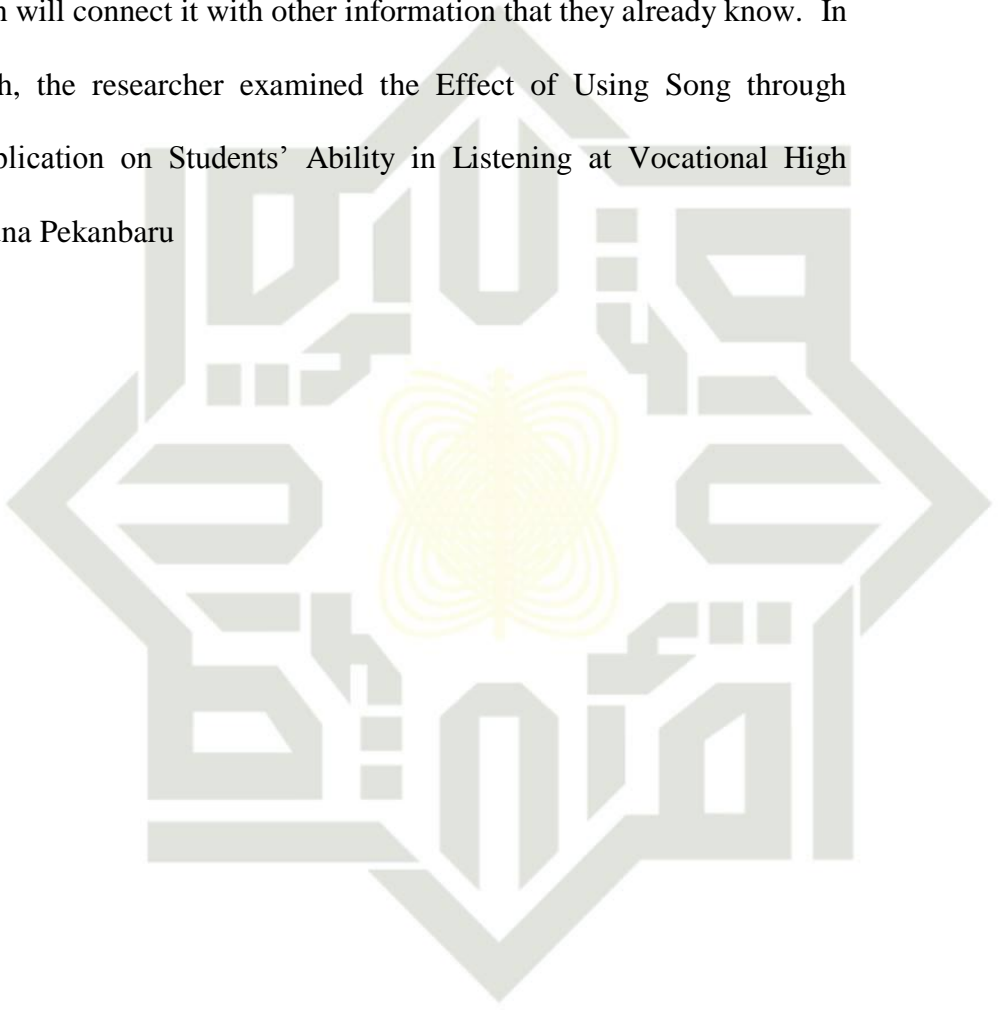 n will connect it with other information that they already know. In
h, the researcher examined the Effect of Using Song through
plication on Students’ Ability in Listening at Vocational High
na Pekanbaru